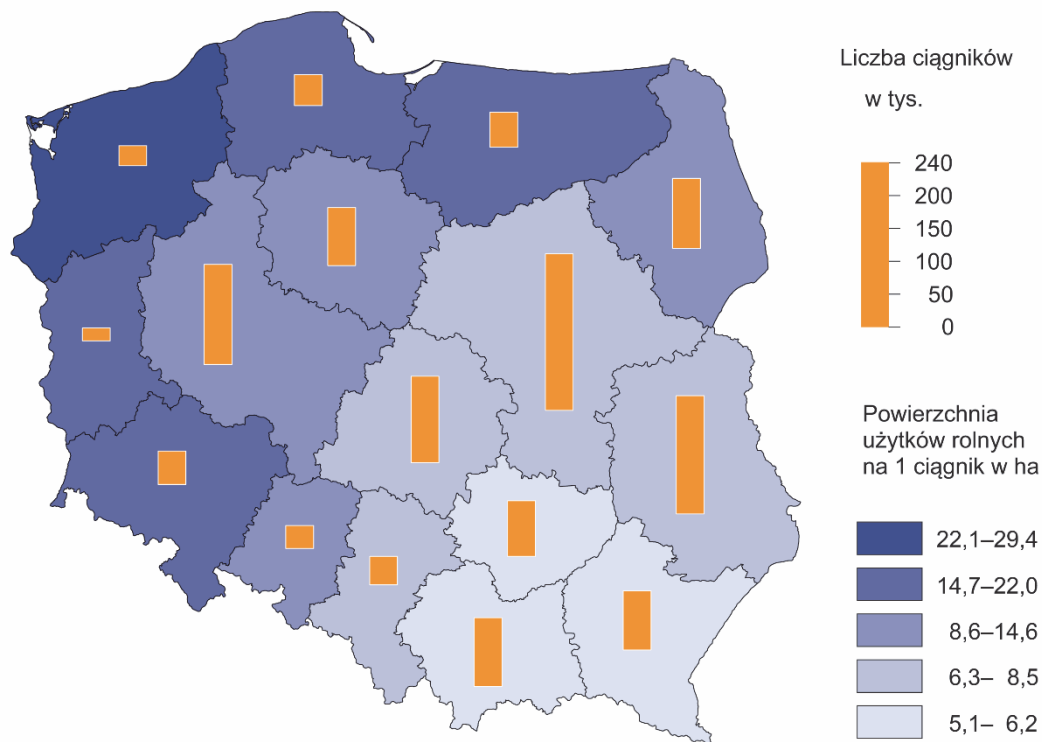 Liczba ciągników
w tys.
240
200
150
100
50
0
Powierzchnia
użytków rolnych
na 1 ciągnik w ha
22,1–29,4
14,7–22,0
8,6–14,6
6,3– 8,5
5,1– 6,2